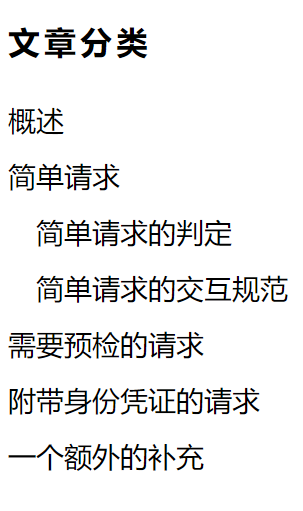 文章分类
概述
简单请求
简单请求的判定
简单请求的交互规范
需要预检的请求
附带身份凭证的请求
一个额外的补充